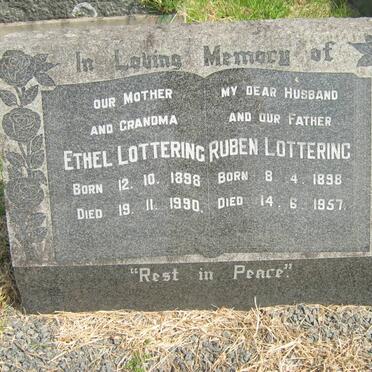 In Loving Memory of
OUR MOTHER
AND GRANDMA
ETHEL LOTTERING
BORN 12. 10. 1898
DIED 19. 11. 1990.
MY DEAR HUSBAND
AND OUR FATHER
RUBEN LOTTERING
BORN 8. 4. 1898
DIED 14. 6. 1957.
"Rest in Peace".